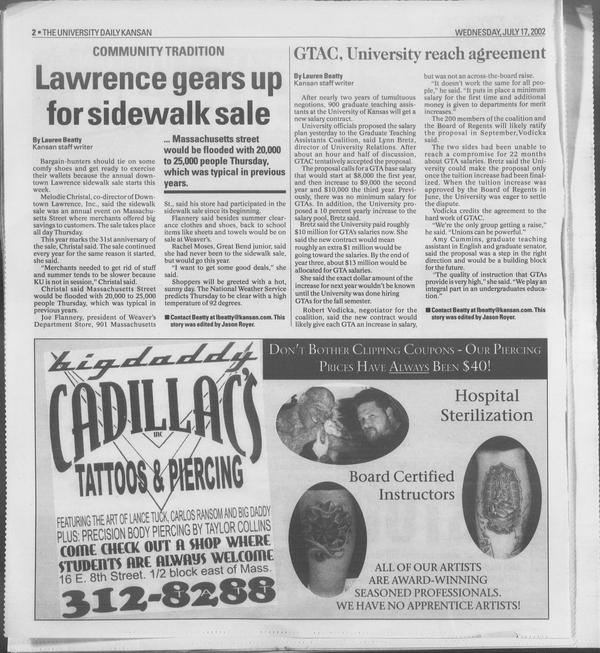 2 • THE UNIVERSITY DAILY KANSAN
WEDNESDAY, JULY 17, 2002
COMMUNITY TRADITION
Lawrence gears up
for sidewalk sale
By Lauren Beatty
Kansan staff writer
Bargain-hunters should tie on some
comfy shoes and get ready to exercise
their wallets because the annual down-
town Lawrence sidewalk sale starts this
week.
Melodie Christal, co-director of Down-
town Lawrence, Inc., said the sidewalk
sale was an annual event on Massachu-
setts Street where merchants offered big
savings to customers. The sale takes place
all day Thursday.
This year marks the 31st anniversary of
the sale, Christal said. The sale continued
every year for the same reason it started,
she said.
"Merchants needed to get rid of stuff
and summer tends to be slower because
KU is not in session," Christal said.
Christal said Massachusetts Street
would be flooded with 20,000 to 25,000
people Thursday, which was typical in
previous years.
Joe Flannery, president of Weaver's
Department Store, 901 Massachusetts
... Massachusetts street
would be flooded with 20,000
to 25,000 people Thursday,
which was typical in previous
years.
St., said his store had participated in the
sidewalk sale since its beginning.
Flannery said besides summer clear-
ance clothes and shoes, back to school
items like sheets and towels would be on
sale at Weaver's.
Rachel Moses, Great Bend junior, said
she had never been to the sidewalk sale,
but would go this year.
"I want to get some good deals," she
said.
Shoppers will be greeted with a hot,
sunny day. The National Weather Service
predicts Thursday to be clear with a high
temperature of 92 degrees.
■ Contact Beatty at lbeatty@kansan.com. This
story was edited by Jason Royer.
GTAC, University reach agreement
By Lauren Beatty
Kansan staff writer
After nearly two years of tumultuous
negotions, 900 graduate teaching assis-
tants at the University of Kansas will get a
new salary contract.
University officials proposed the salary
plan yesterday to the Graduate Teaching
Assistants Coalition, said Lynn Bretz,
director of University Relations. After
about an hour and half of discussion,
GTAC tentatively accepted the proposal.
The proposal calls for a GTA base salary
that would start at $8,000 the first year,
and then increase to $9,000 the second
year and $10,000 the third year. Previ-
ously, there was no minimum salary for
GTAs. In addition, the University pro-
posed a 10 percent yearly increase to the
salary pool, Bretz said.
Bretz said the University paid roughly
$10 million for GTAs salaries now. She
said the new contract would mean
roughly an extra $1 million would be
going toward the salaries. By the end of
year three, about $13 million would be
allocated for GTAs salaries.
She said the exact dollar amount of the
increase for next year wouldn't be known
until the University was done hiring
GTAs for the fall semester.
Robert Vodicka, negotiator for the
coalition, said the new contract would
likely give each GTA an increase in salary,
but was not an across-the-board raise.
"It doesn't work the same for all peo-
ple," he said. "It puts in place a minimum
salary for the first time and additional
money is given to departments for merit
increases."
The 200 members of the coalition and
the Board of Regents will likely ratify
the proposal in September, Vodicka
said.
The two sides had been unable to
reach a compromise for 22 months
about GTA salaries. Bretz said the Uni-
versity could make the proposal only
once the tuition increase had been final-
ized. When the tuition increase was
approved by the Board of Regents in
June, the University was eager to settle
the dispute.
Vodicka credits the agreement to the
hard work of GTAC.
"We're the only group getting a raise,"
he said. "Unions can be powerful."
Amy Cummins, graduate teaching
assistant in English and graduate senator,
said the proposal was a step in the right
direction and would be a building block
for the future.
"The quality of instruction that GTAs
provide is very high," she said. "We play an
integral part in an undergraduates educa-
tion."
■ Contact Beatty at lbeatty@kansan.com. This
story was edited by Jason Royer.
bigdaddy
CADILLAC'S
INC
TATTOOS & PIERCING
FEATURING THE ART OF LANCE TUCK, CARLOS RANSOM AND BIG DADDY
PLUS: PRECISION BODY PIERCING BY TAYLOR COLLINS
COME CHECK OUT A SHOP WHERE
STUDENTS ARE ALWAYS WELCOME
16 E. 8th Street. 1/2 block east of Mass.
312-8288
DON'T BOTHER CLIPPING COUPONS - OUR PIERCING
PRICES HAVE ALWAYS BEEN $40!
Hospital
Sterilization
Board Certified
Instructors
ALL OF OUR ARTISTS
ARE AWARD-WINNING
SEASONED PROFESSIONALS.
WE HAVE NO APPRENTICE ARTISTS!